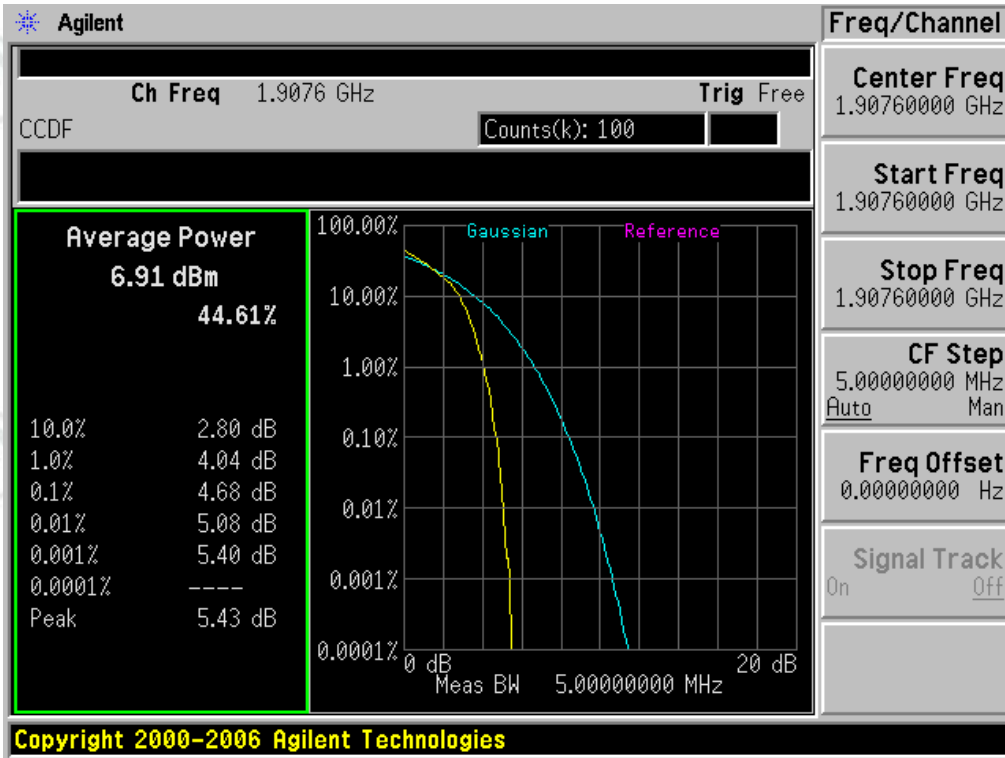 Agilent
Freq/Channel
Ch Freq 1.9076 GHz Trig Free
CCDF Counts(k): 100
Center Freq
1.90760000 GHz
Start Freq
1.90760000 GHz
Stop Freq
1.90760000 GHz
CF Step
5.00000000 MHz
Auto Man
Freq Offset
0.00000000 Hz
Signal Track
On Off
Average Power
6.91 dBm
44.61%
10.0% 2.80 dB
1.0% 4.04 dB
0.1% 4.68 dB
0.01% 5.08 dB
0.001% 5.40 dB
0.0001% ----
Peak 5.43 dB
Gaussian Reference
100.00%
10.00%
1.00%
0.10%
0.01%
0.001%
0.0001%
0 dB 20 dB
Meas BW 5.00000000 MHz
Copyright 2000-2006 Agilent Technologies